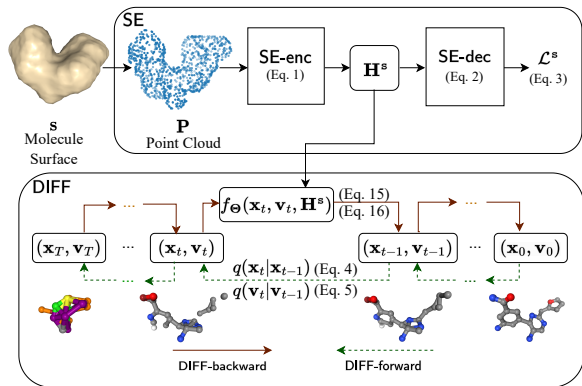 SE
SE-enc
(Eq. 1)
H^s
SE-dec
(Eq. 2)
ℒ^s
(Eq. 3)
s
Molecule
Surface
P
Point Cloud
DIFF
f_Θ(x_t, v_t, H^s)
(Eq. 15)
(Eq. 16)
... ... ... ...
(x_T, v_T) ... (x_t, v_t) (x_{t−1}, v_{t−1}) ... (x_0, v_0)
... ...
q(x_t|x_{t−1}) (Eq. 4)
q(v_t|v_{t−1}) (Eq. 5)
DIFF-backward DIFF-forward